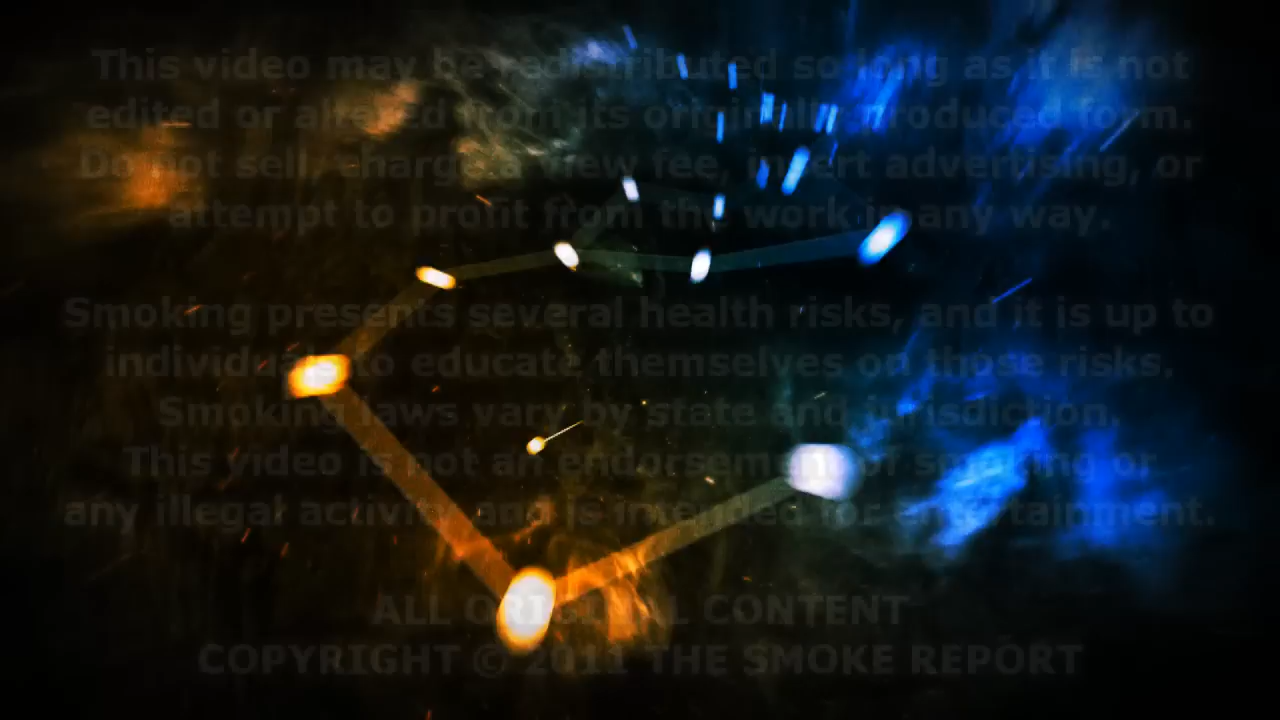 This video may be redistributed so long as it is not
edited or altered from its originally produced form.
Do not sell, charge a view fee, insert advertising, or
attempt to profit from the work in any way.
Smoking presents several health risks, and it is up to
individuals to educate themselves on those risks.
Smoking laws vary by state and jurisdiction.
This video is not an endorsement of smoking or
any illegal activity and is intended for entertainment.
ALL ORIGINAL CONTENT
COPYRIGHT © 2011 THE SMOKE REPORT